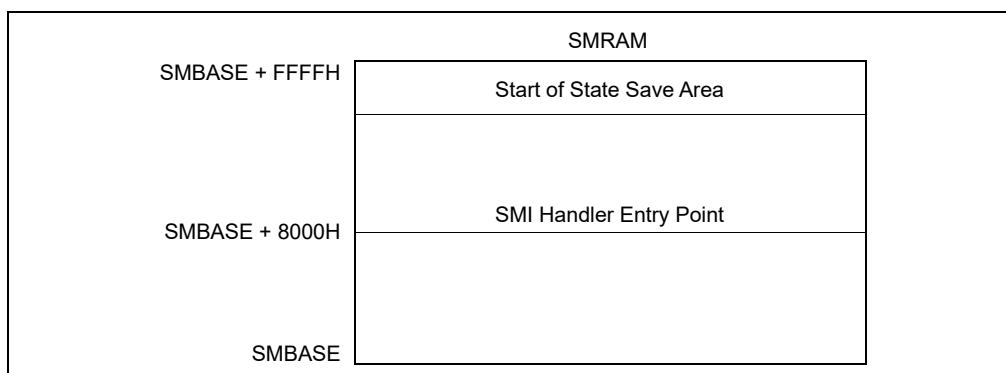 SMRAM
SMBASE + FFFFH
Start of State Save Area
SMI Handler Entry Point
SMBASE + 8000H
SMBASE